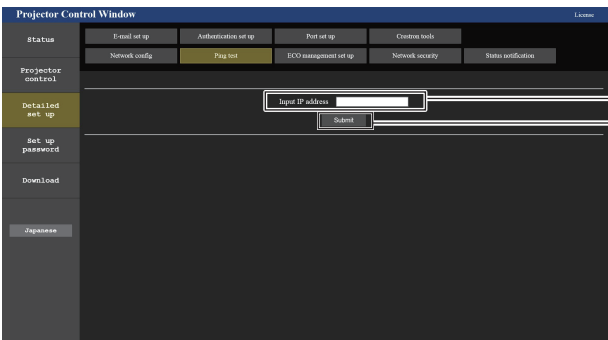 Projector Control Window
License
Status
E-mail set up
Authentication set up
Port set up
Crestron tools
Network config
Ping test
ECO management set up
Network security
Status notification
Projector
control
Detailed
set up
Input IP address
Submit
Set up
password
Download
Japanese